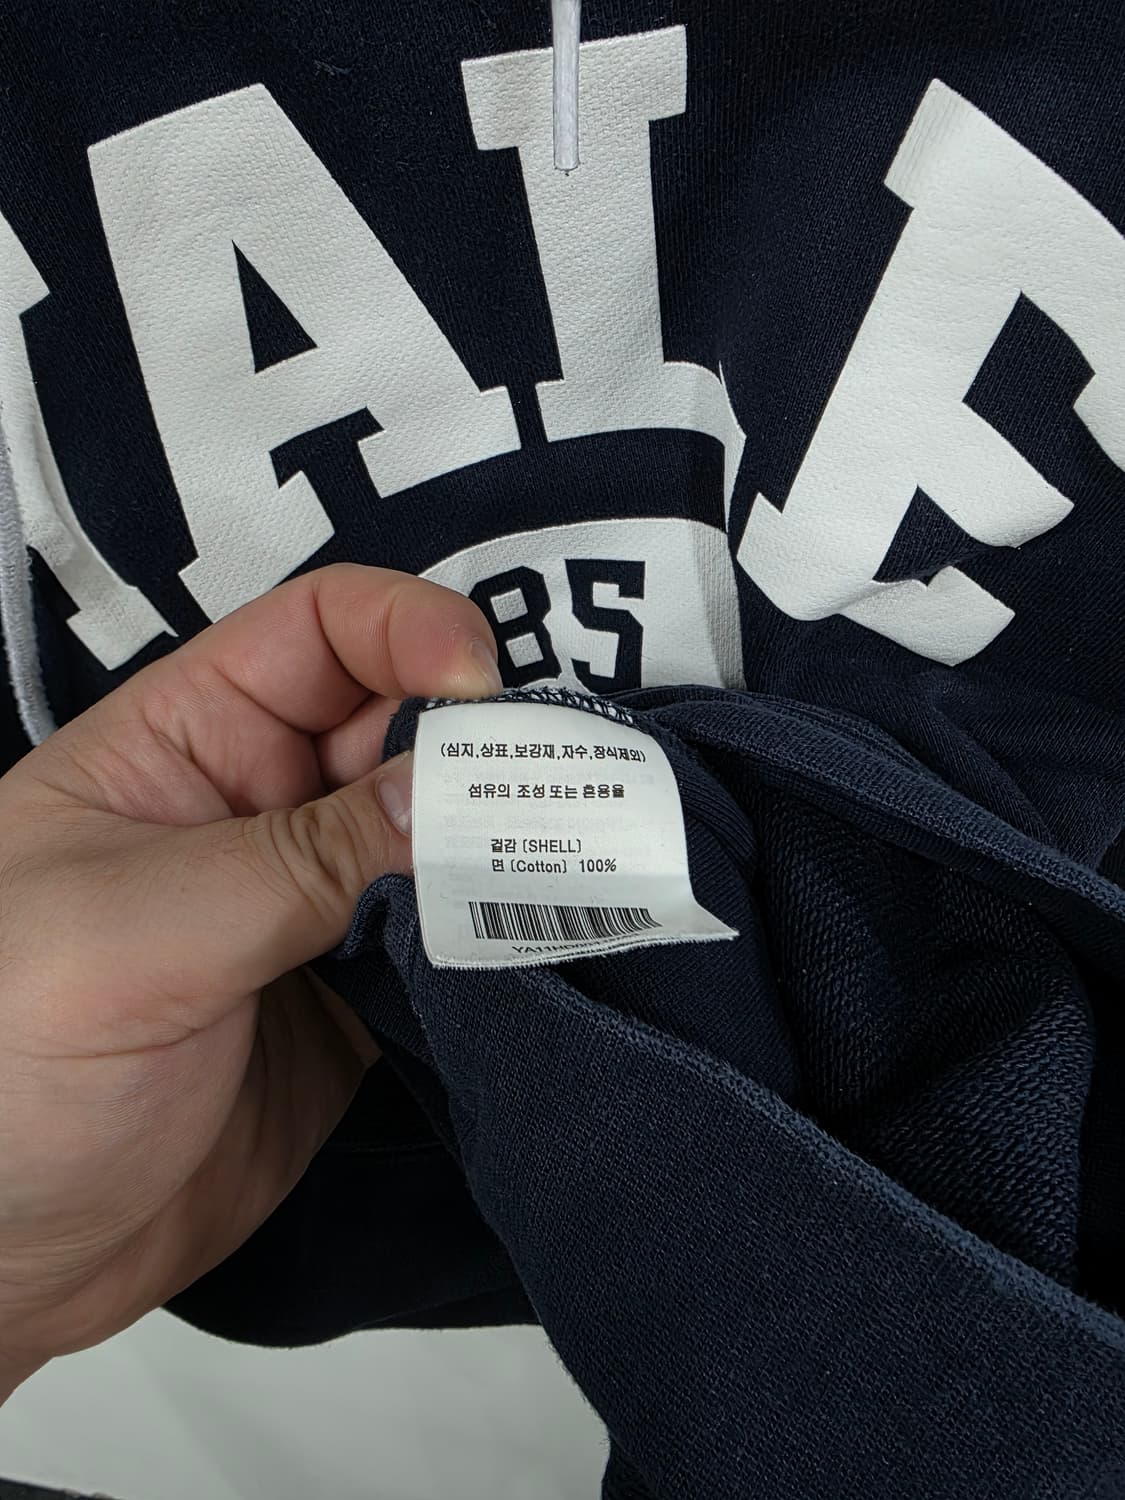 YALE
85
(심지,상표,보강재,자수,장식제외)
섬유의 조성 또는 혼용율
겉감 [SHELL]
면 [Cotton] 100%